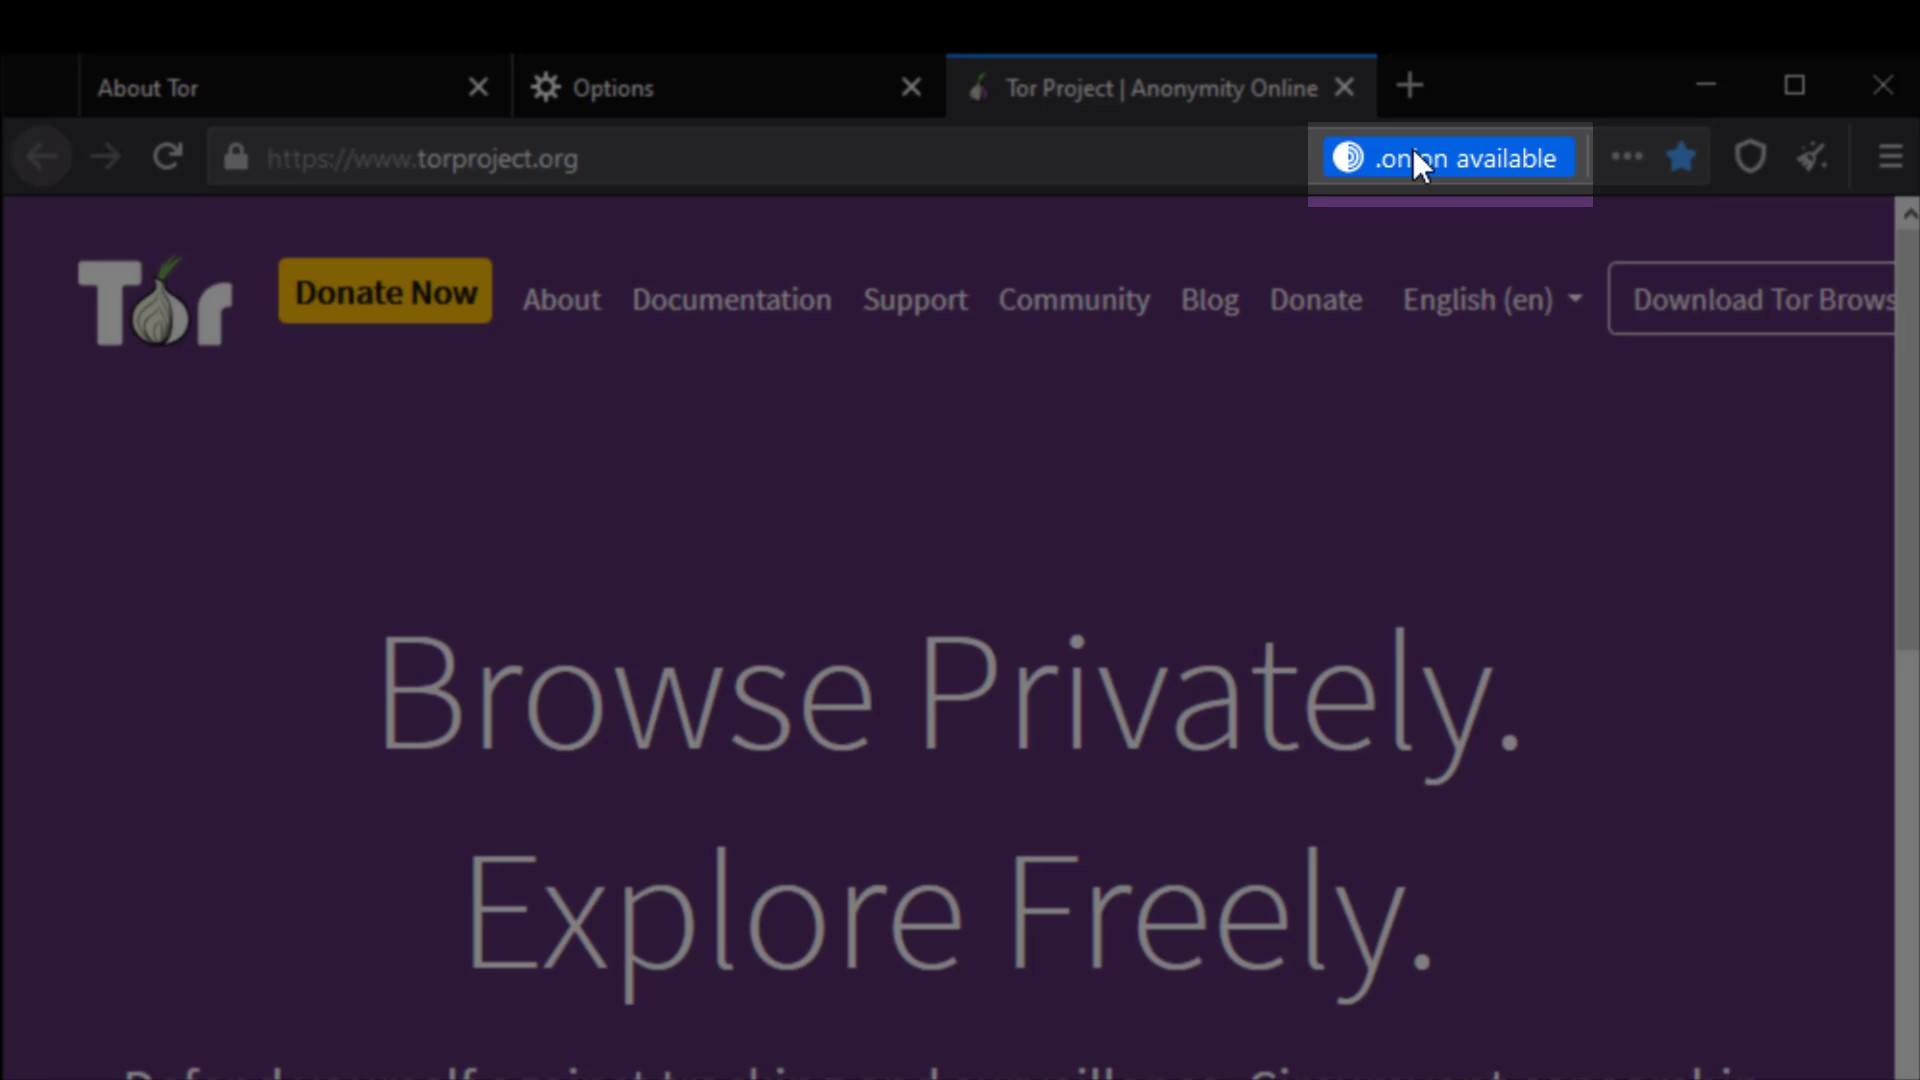 About Tor
Options
Tor Project | Anonymity Online
https://www.torproject.org
.onion available
Tor
Donate Now
About
Documentation
Support
Community
Blog
Donate
English (en)
Download Tor Brows
Browse Privately.
Explore Freely.